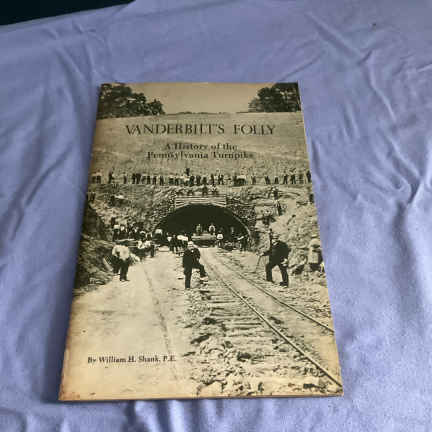 VANDERBILT'S FOLLY
A History of the
Pennsylvania Turnpike
By William H. Shank, P.E.